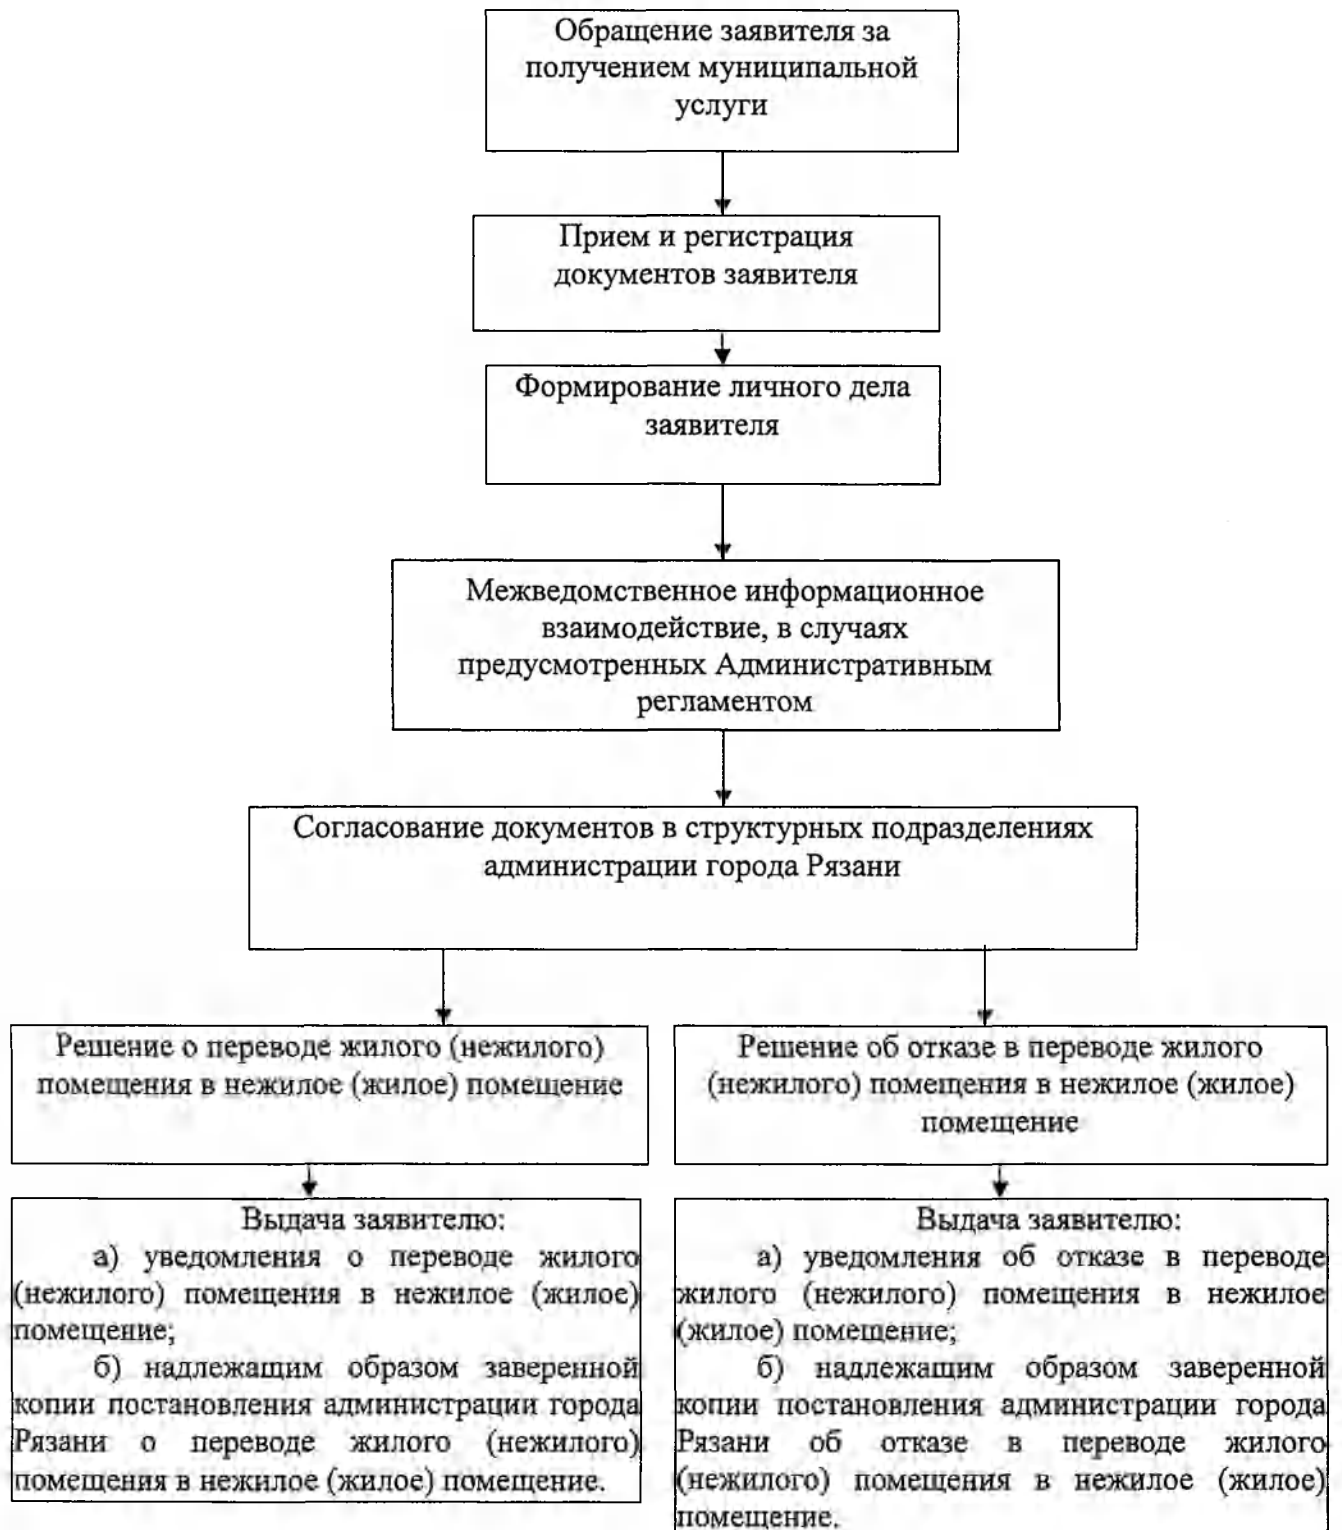 Обращение заявителя за
получением муниципальной
услуги
Прием и регистрация
документов заявителя
Формирование личного дела
заявителя
Межведомственное информационное
взаимодействие, в случаях
предусмотренных Административным
регламентом
Согласование документов в структурных подразделениях
администрации города Рязани
Решение о переводе жилого (нежилого)
помещения в нежилое (жилое) помещение
Решение об отказе в переводе жилого
(нежилого) помещения в нежилое (жилое)
помещение
Выдача заявителю:
а) уведомления о переводе жилого
(нежилого) помещения в нежилое (жилое)
помещение;
б) надлежащим образом заверенной
копии постановления администрации города
Рязани о переводе жилого (нежилого)
помещения в нежилое (жилое) помещение.
Выдача заявителю:
а) уведомления об отказе в переводе
жилого (нежилого) помещения в нежилое
(жилое) помещение;
б) надлежащим образом заверенной
копии постановления администрации города
Рязани об отказе в переводе жилого
(нежилого) помещения в нежилое (жилое)
помещение.